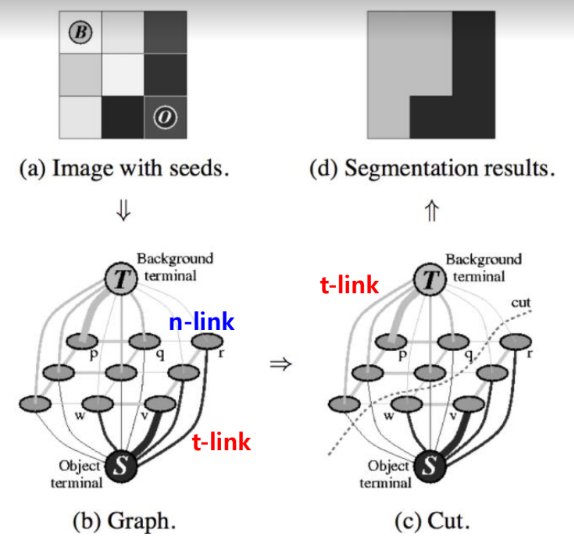 B
O
(a) Image with seeds.
(d) Segmentation results.
⇓
⇑
Background
terminal
T
n-link
p
q
r
w
v
t-link
Object
terminal
S
(b) Graph.
⇒
t-link
Background
terminal
T
cut
p
q
r
w
v
Object
terminal
S
(c) Cut.